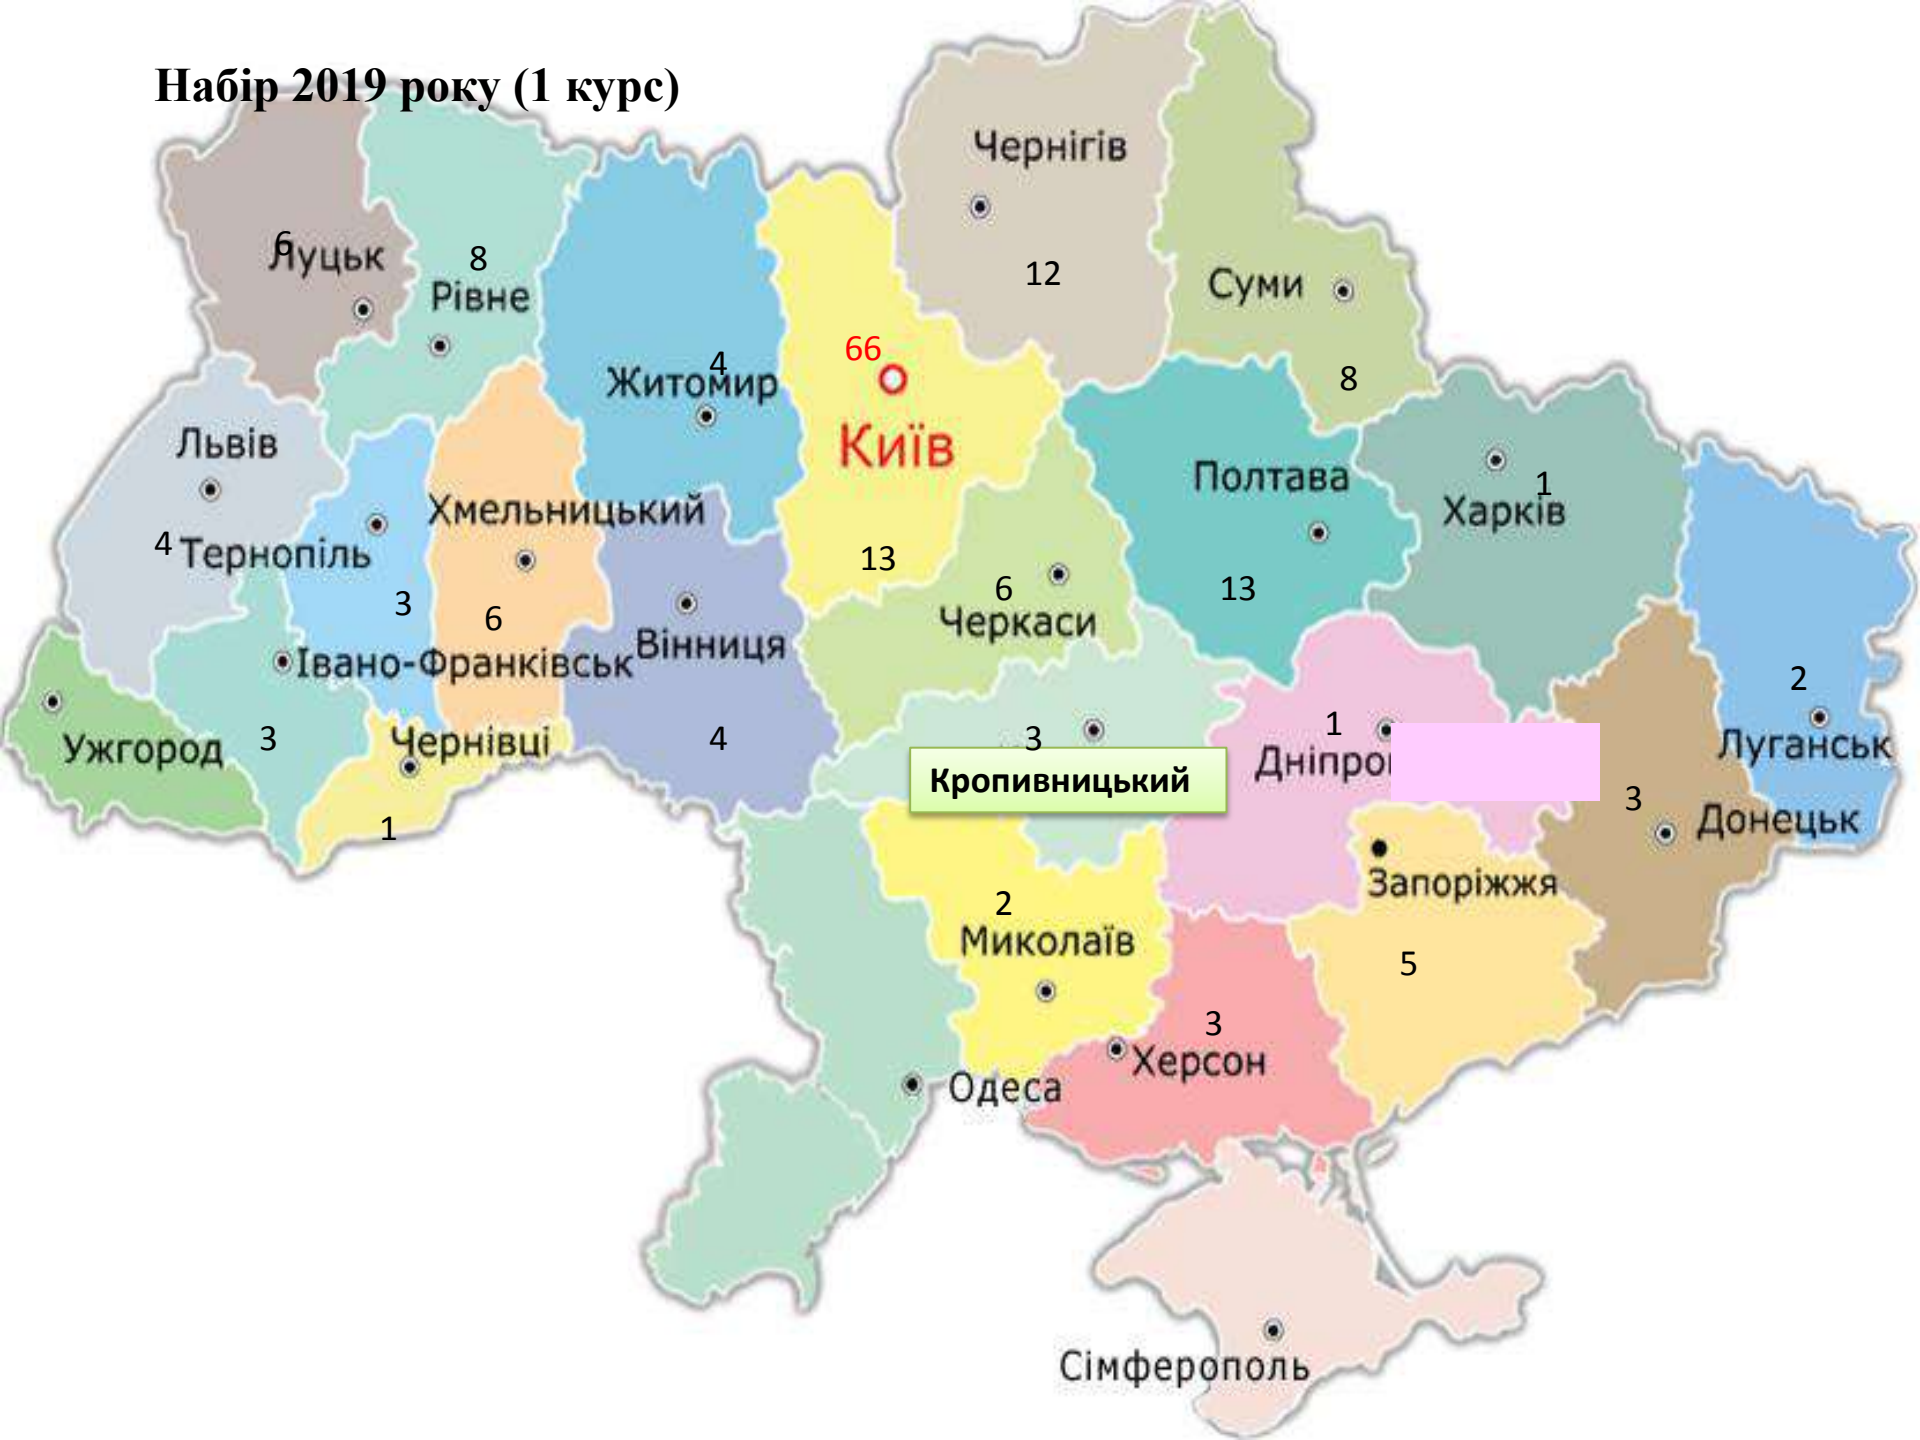 Набір 2019 року (1 курс)
Чернігів
12
Суми
8
6
Луцьк
8
Рівне
4
Житомир
66
Київ
13
Львів
4
Тернопіль
3
Хмельницький
6
Вінниця
4
6
Черкаси
Полтава
13
1
Харків
2
Луганськ
Івано-Франківськ
3
Ужгород
Чернівці
1
3
Кропивницький
1
Дніпро
3
Донецьк
Запоріжжя
5
2
Миколаїв
3
Херсон
Одеса
Сімферополь